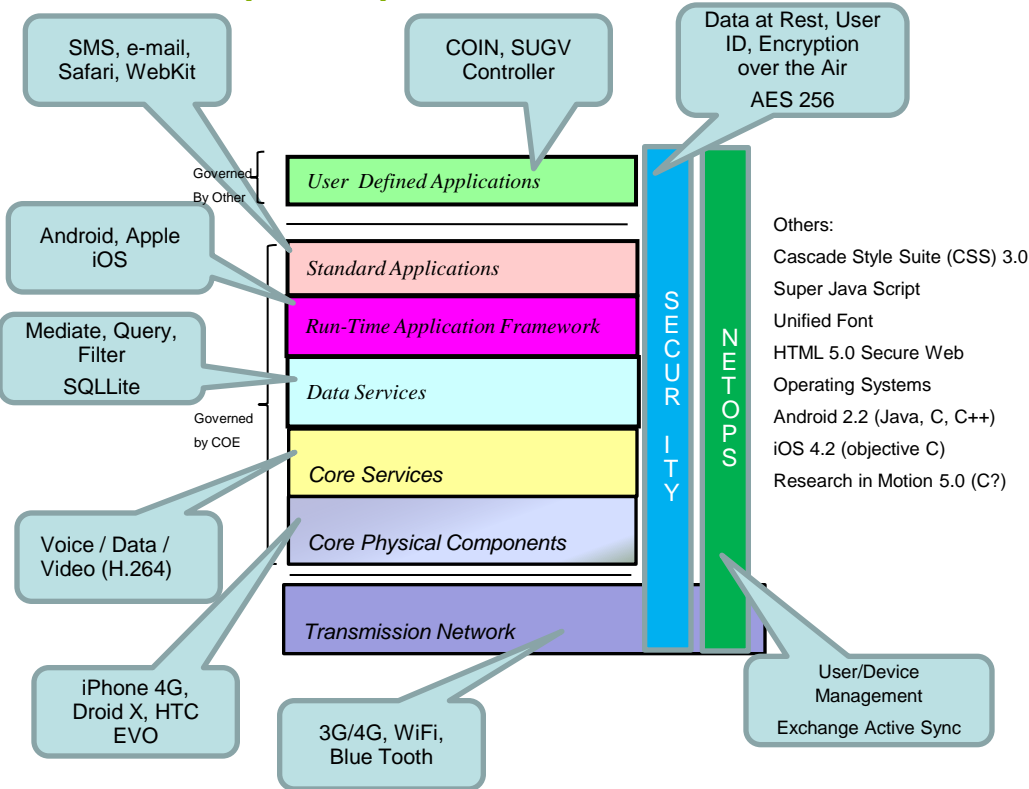 SMS, e-mail,
Safari, WebKit
COIN, SUGV
Controller
Data at Rest, User
ID, Encryption
over the Air
AES 256
Governed
By Other
User Defined Applications
Android, Apple
iOS
Standard Applications
Run-Time Application Framework
Mediate, Query,
Filter
SQLLite
Data Services
Governed
by COE
Core Services
Voice / Data /
Video (H.264)
Core Physical Components
Transmission Network
iPhone 4G,
Droid X, HTC
EVO
3G/4G, WiFi,
Blue Tooth
SECUR ITY
NETOPS
Others:
Cascade Style Suite (CSS) 3.0
Super Java Script
Unified Font
HTML 5.0 Secure Web
Operating Systems
Android 2.2 (Java, C, C++)
iOS 4.2 (objective C)
Research in Motion 5.0 (C?)
User/Device
Management
Exchange Active Sync